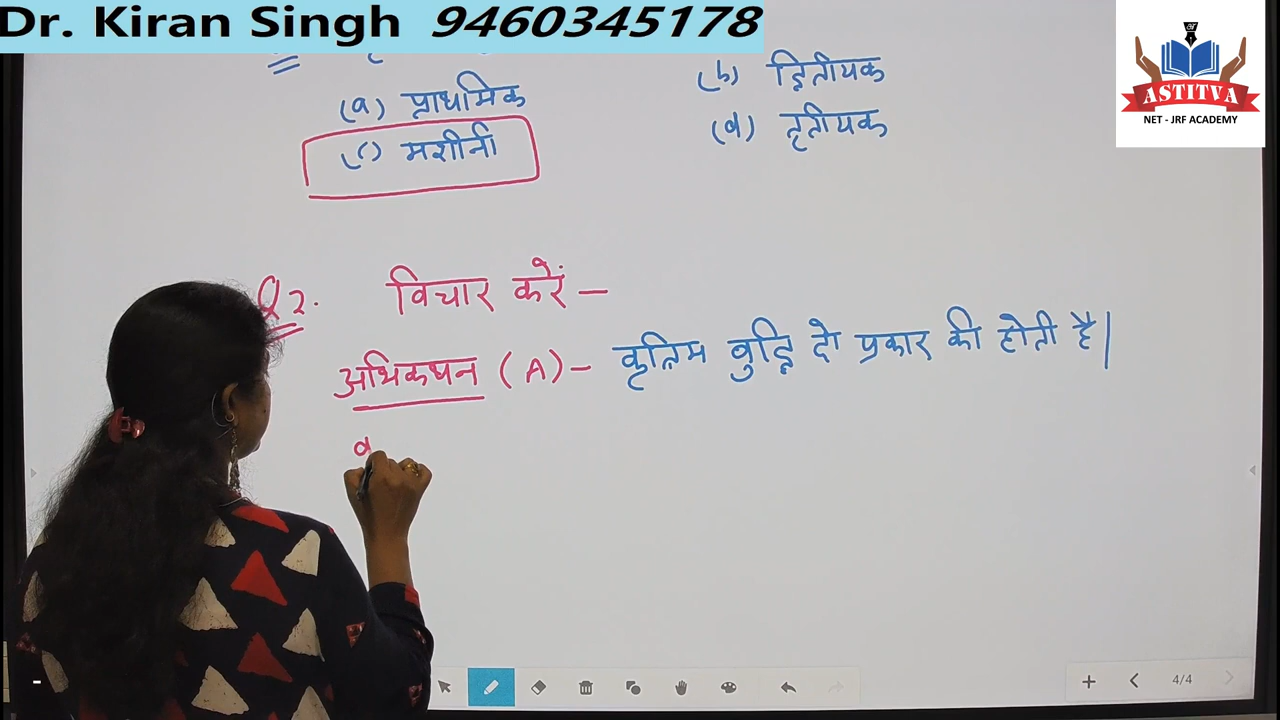 Dr. Kiran Singh 9460345178
ASTITVA
NET - JRF ACADEMY
(a) प्राथमिक (b) द्वितीयक
(c) मशीनी (d) तृतीयक
Q2. विचार करें –
अभिकथन (A) – कृत्रिम बुद्धि दो प्रकार की होती है|
4/4